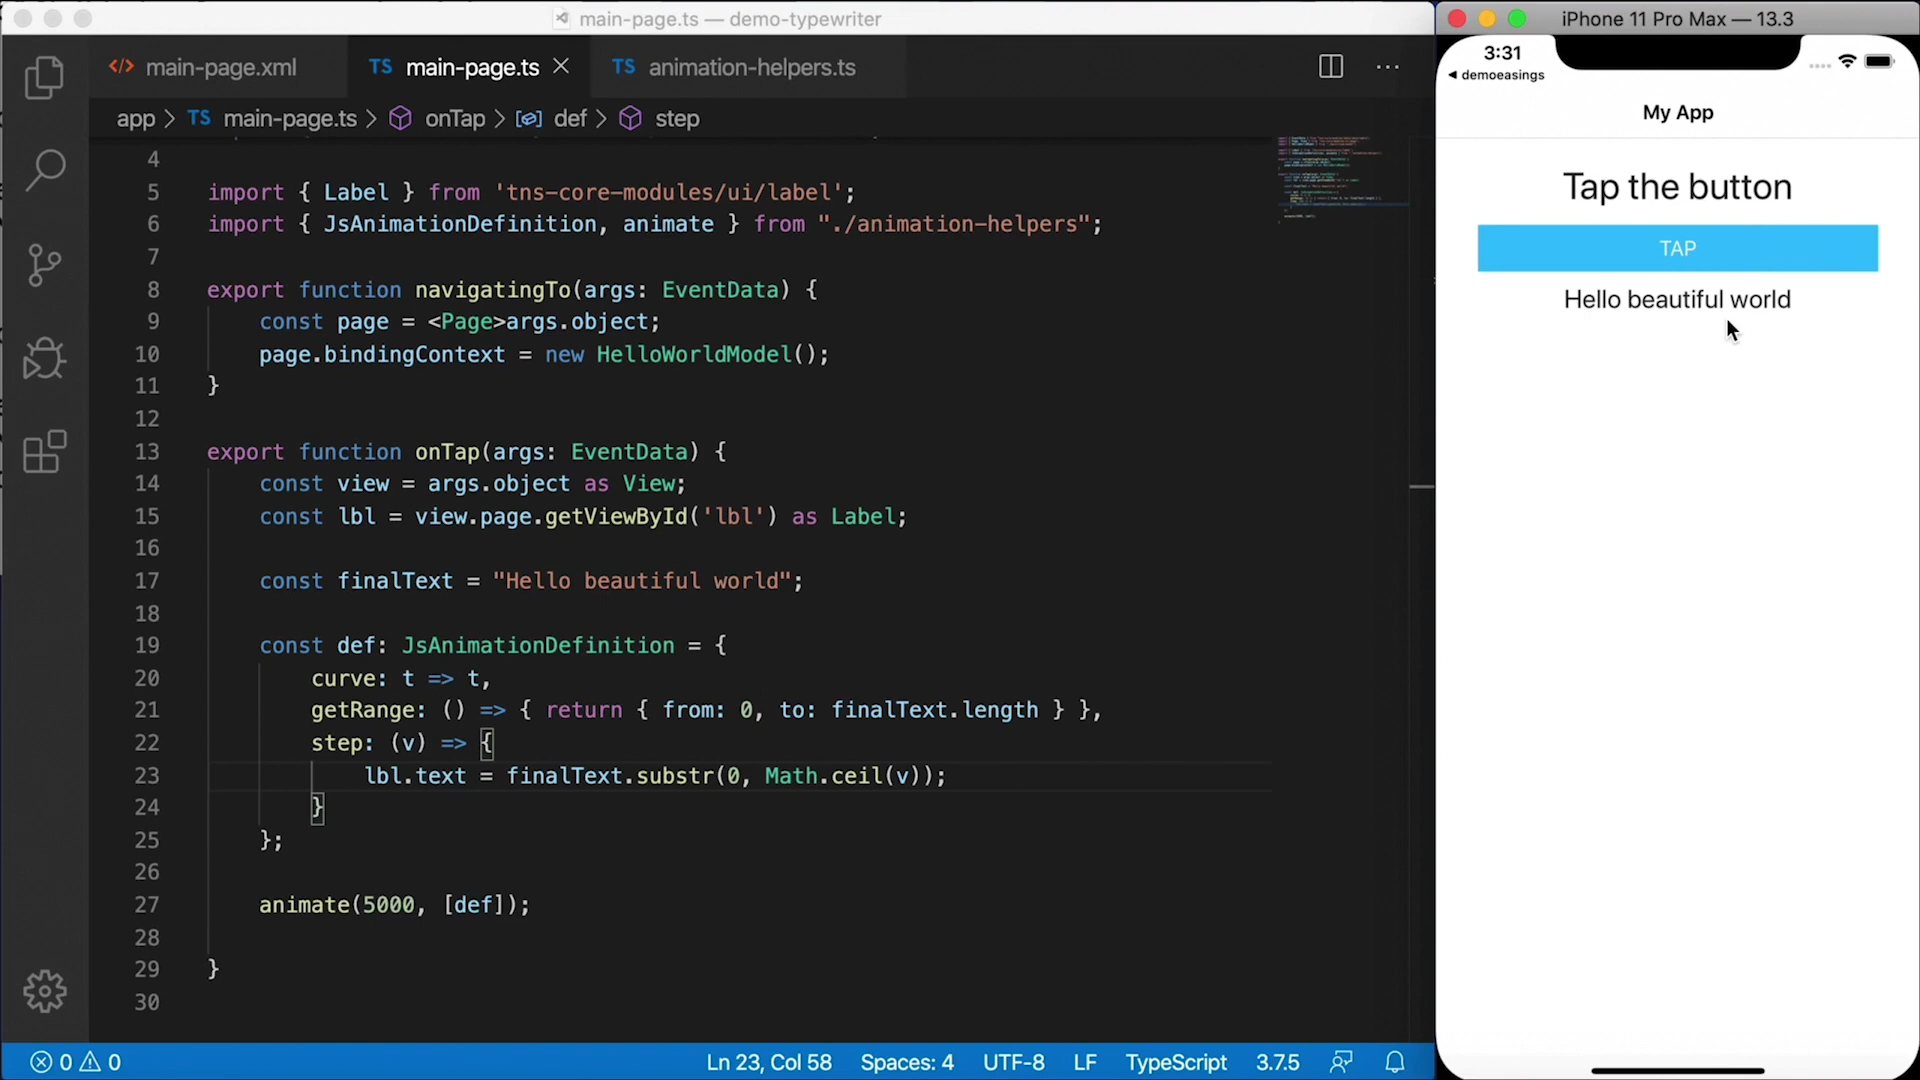 main-page.ts — demo-typewriter
iPhone 11 Pro Max — 13.3
main-page.xml
TS main-page.ts
TS animation-helpers.ts
app > TS main-page.ts > onTap > def > step
4
5 import { Label } from 'tns-core-modules/ui/label';
6 import { JsAnimationDefinition, animate } from "./animation-helpers";
7
8 export function navigatingTo(args: EventData) {
9 const page = <Page>args.object;
10 page.bindingContext = new HelloWorldModel();
11 }
12
13 export function onTap(args: EventData) {
14 const view = args.object as View;
15 const lbl = view.page.getViewById('lbl') as Label;
16
17 const finalText = "Hello beautiful world";
18
19 const def: JsAnimationDefinition = {
20 curve: t => t,
21 getRange: () => { return { from: 0, to: finalText.length } },
22 step: (v) => {
23 lbl.text = finalText.substr(0, Math.ceil(v));
24 }
25 };
26
27 animate(5000, [def]);
28
29 }
30
0 0
Ln 23, Col 58
Spaces: 4
UTF-8
LF
TypeScript
3.7.5
3:31
demoeasings
My App
Tap the button
TAP
Hello beautiful world